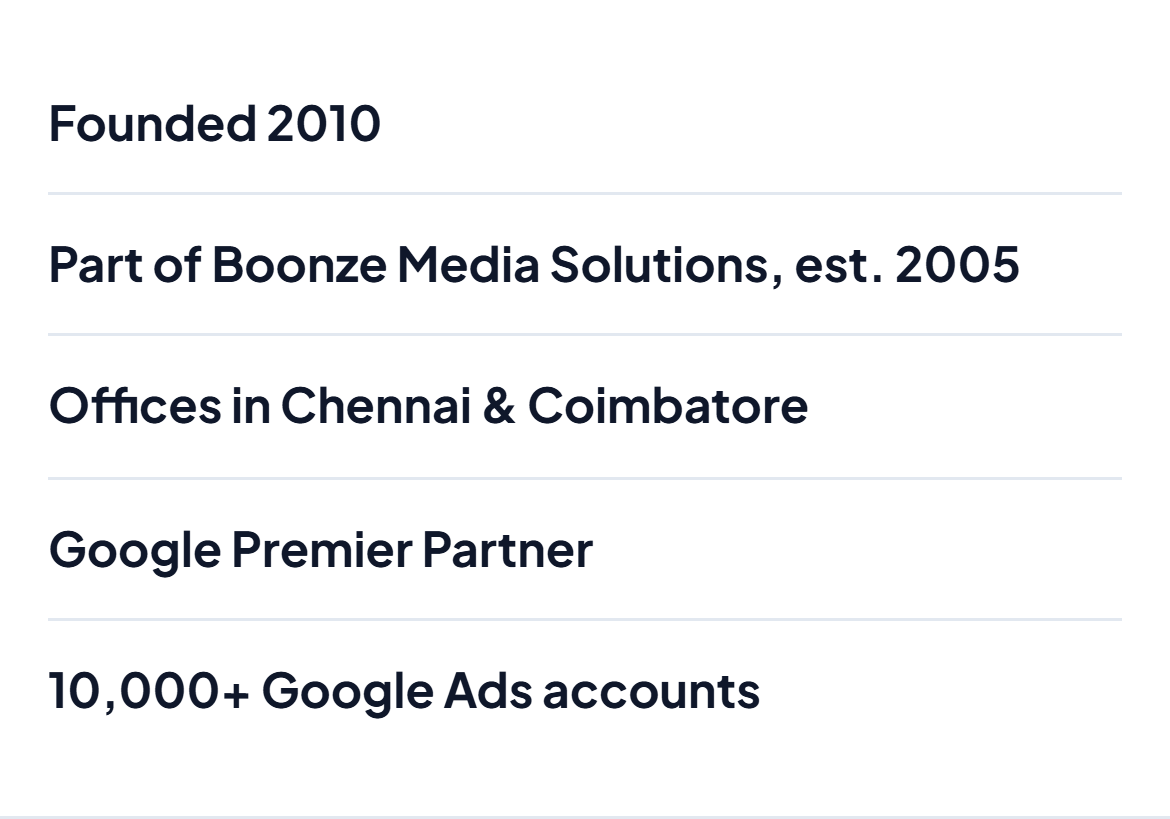 Founded 2010
Part of Boonze Media Solutions, est. 2005
Offices in Chennai & Coimbatore
Google Premier Partner
10,000+ Google Ads accounts